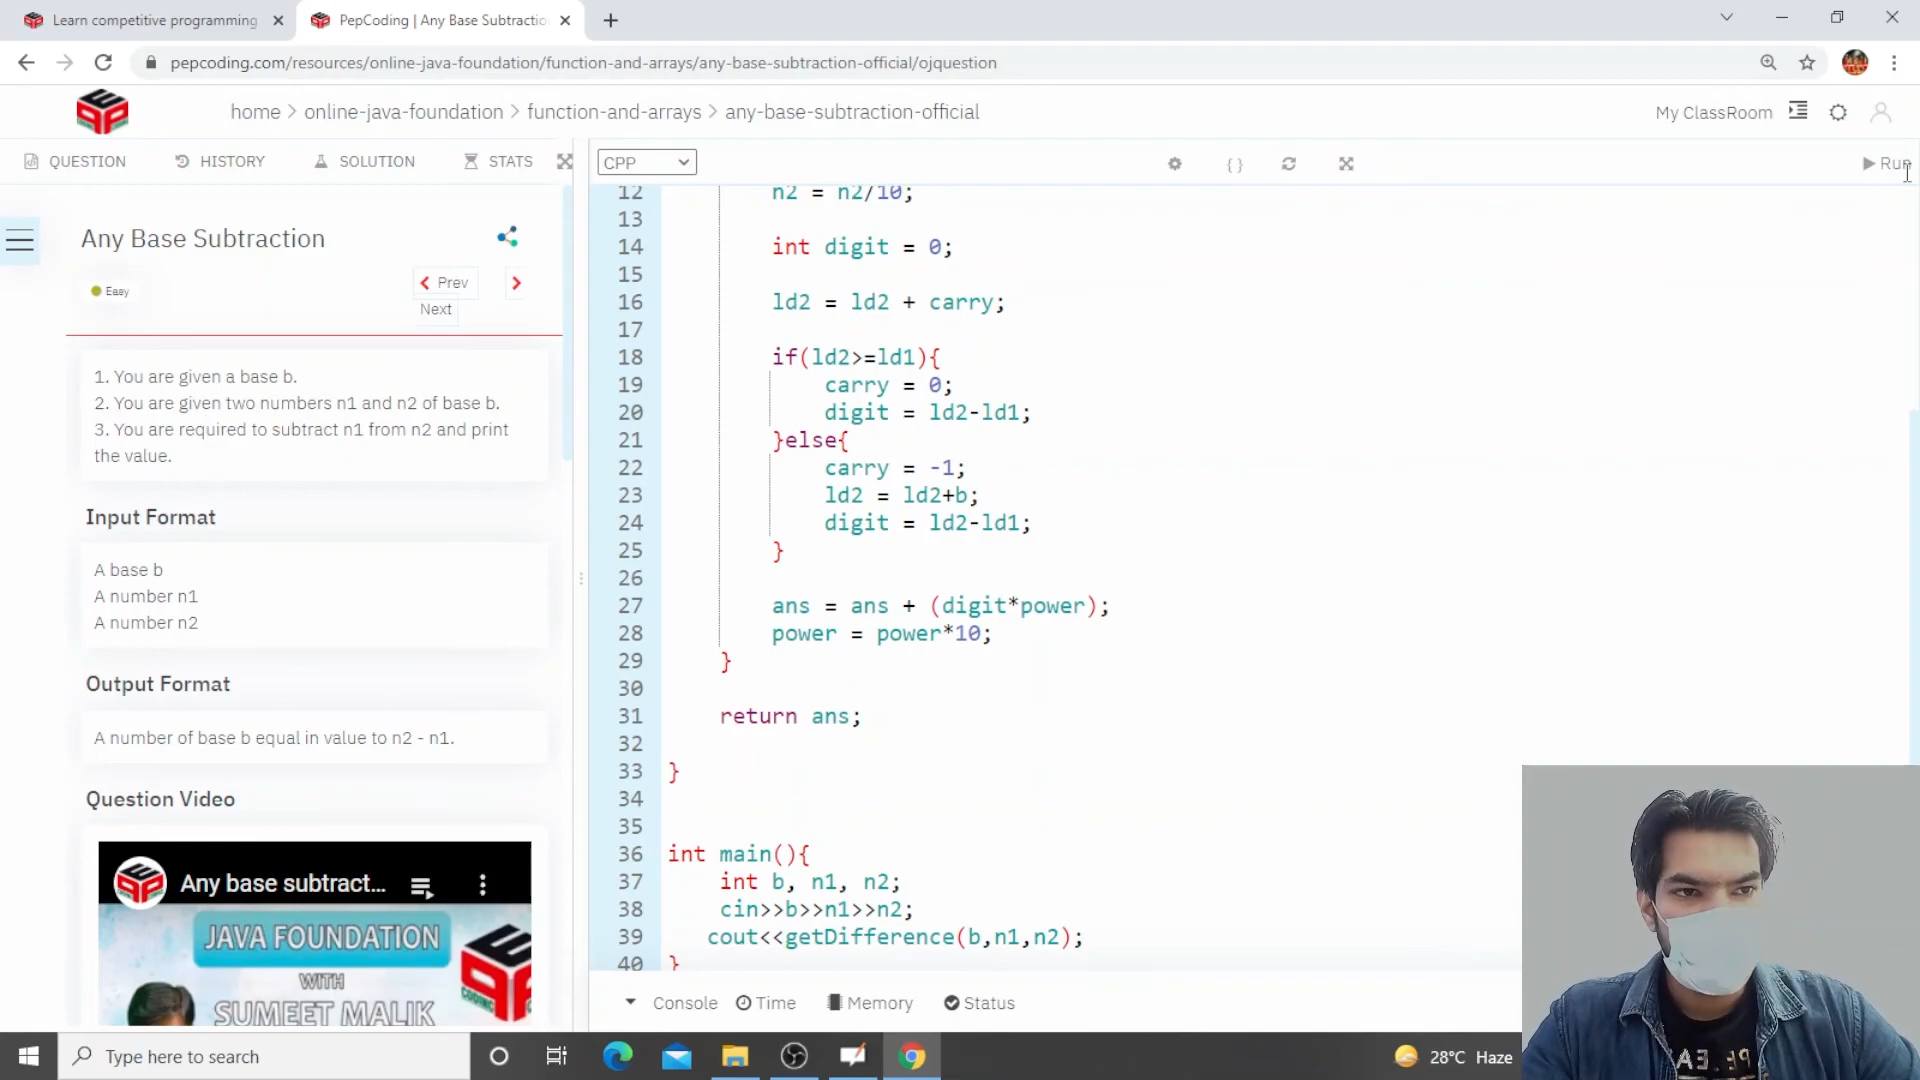 Learn competitive programming
PepCoding | Any Base Subtractio
pepcoding.com/resources/online-java-foundation/function-and-arrays/any-base-subtraction-official/ojquestion
home > online-java-foundation > function-and-arrays > any-base-subtraction-official
My ClassRoom
QUESTION HISTORY SOLUTION STATS
CPP
{ }
Run
Any Base Subtraction
Easy
Prev
Next
1. You are given a base b.
2. You are given two numbers n1 and n2 of base b.
3. You are required to subtract n1 from n2 and print
the value.
Input Format
A base b
A number n1
A number n2
Output Format
A number of base b equal in value to n2 - n1.
Question Video
Any base subtract...
JAVA FOUNDATION
WITH
SUMEET MALIK
12 n2 = n2/10;
13
14 int digit = 0;
15
16 ld2 = ld2 + carry;
17
18 if(ld2>=ld1){
19 carry = 0;
20 digit = ld2-ld1;
21 }else{
22 carry = -1;
23 ld2 = ld2+b;
24 digit = ld2-ld1;
25 }
26
27 ans = ans + (digit*power);
28 power = power*10;
29 }
30
31 return ans;
32
33 }
34
35
36 int main(){
37 int b, n1, n2;
38 cin>>b>>n1>>n2;
39 cout<<getDifference(b,n1,n2);
40 }
Console Time Memory Status
Type here to search
28°C Haze